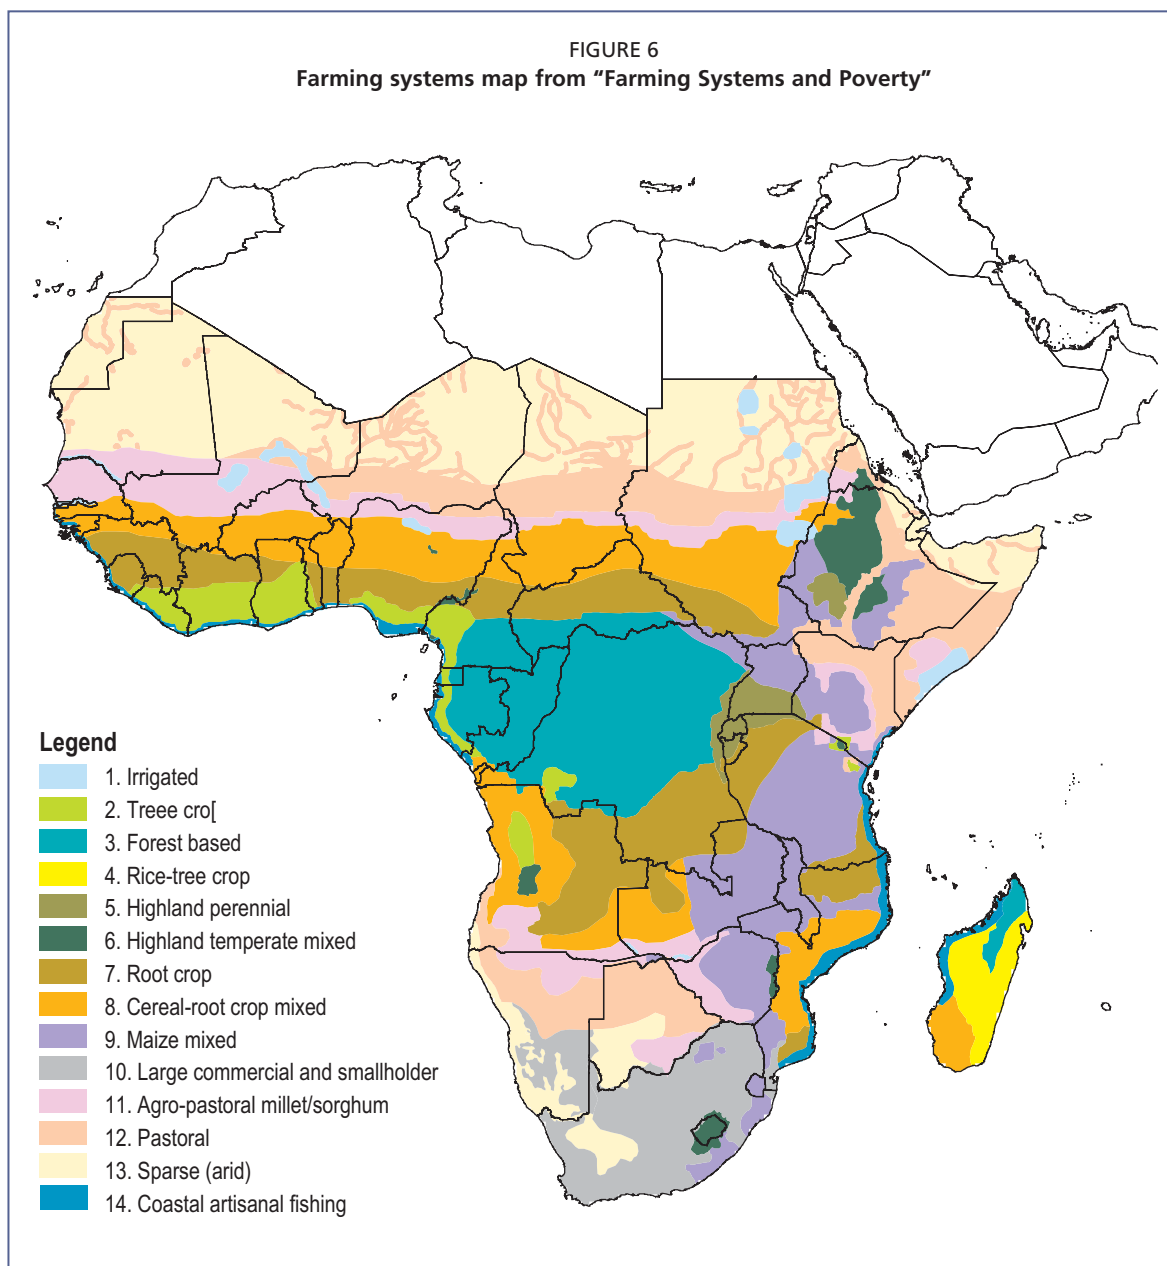 FIGURE 6
Farming systems map from “Farming Systems and Poverty”
Legend
1. Irrigated
2. Treee cro[
3. Forest based
4. Rice-tree crop
5. Highland perennial
6. Highland temperate mixed
7. Root crop
8. Cereal-root crop mixed
9. Maize mixed
10. Large commercial and smallholder
11. Agro-pastoral millet/sorghum
12. Pastoral
13. Sparse (arid)
14. Coastal artisanal fishing